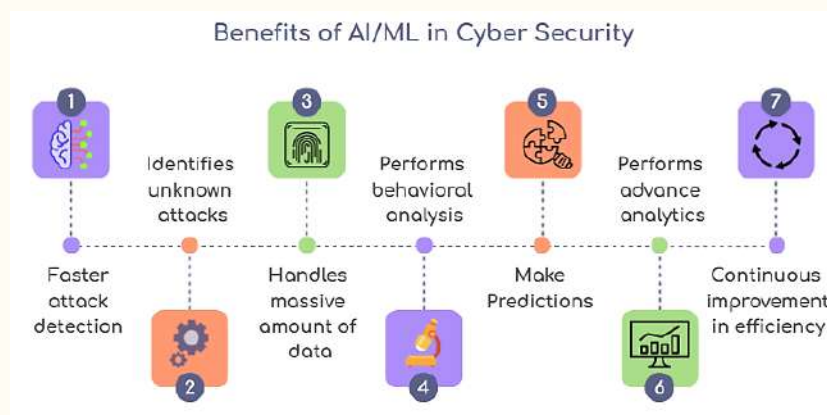 Benefits of AI/ML in Cyber Security
1
Faster
attack
detection
Identifies
unknown
attacks
2
3
Handles
massive
amount of
data
Performs
behavioral
analysis
4
5
Make
Predictions
Performs
advance
analytics
6
7
Continuous
improvement
in efficiency